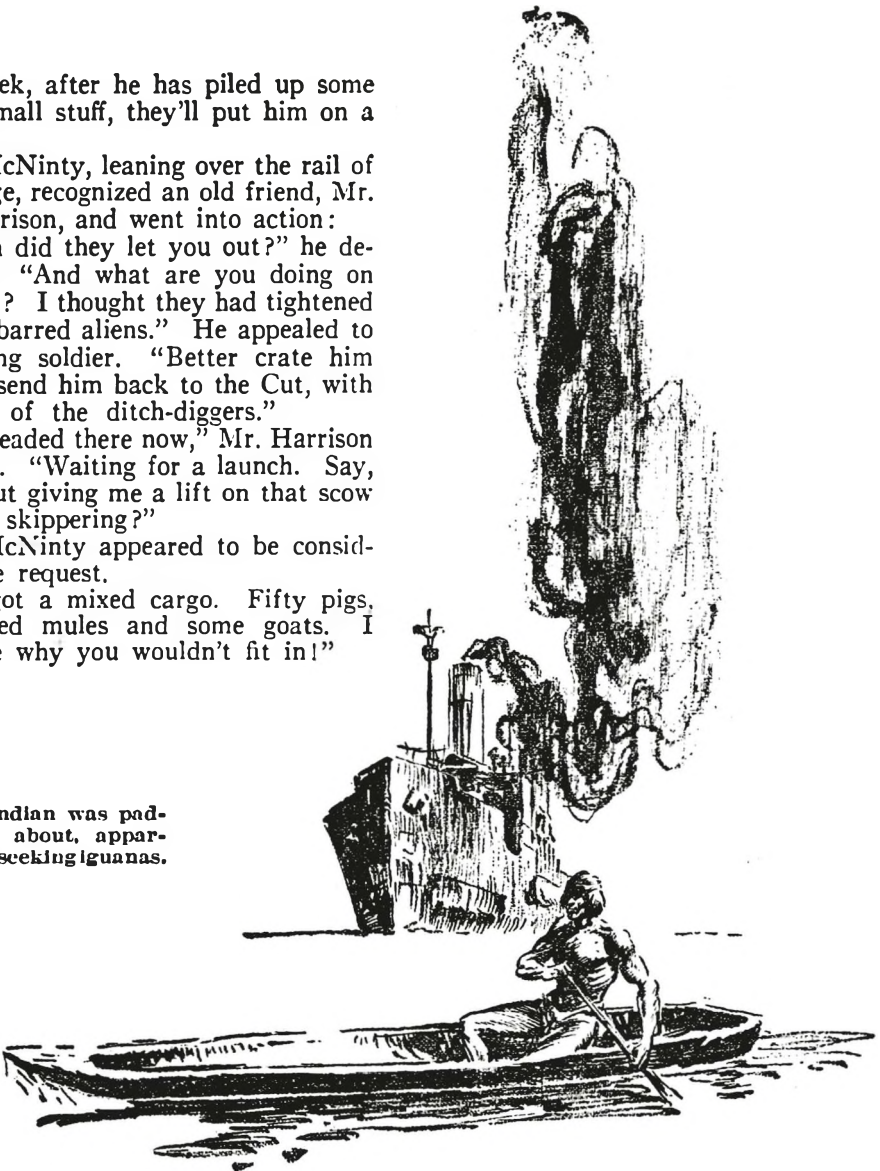 ek, after he has piled up some
nall stuff, they'll put him on a
IcNinty, leaning over the rail of
ge, recognized an old friend, Mr.
rrison, and went into action:
n did they let you out?” he de-
“And what are you doing on
? I thought they had tightened
barred aliens.” He appealed to
ng soldier. “Better crate him
send him back to the Cut, with
of the ditch-diggers.”
eaded there now,” Mr. Harrison
. “Waiting for a launch. Say,
ut giving me a lift on that scow
skippering?”
IcNinty appeared to be consid-
e request.
got a mixed cargo. Fifty pigs,
ed mules and some goats. I
e why you wouldn't fit in!”
ndian was pad-
about, appar-
seeking iguanas.